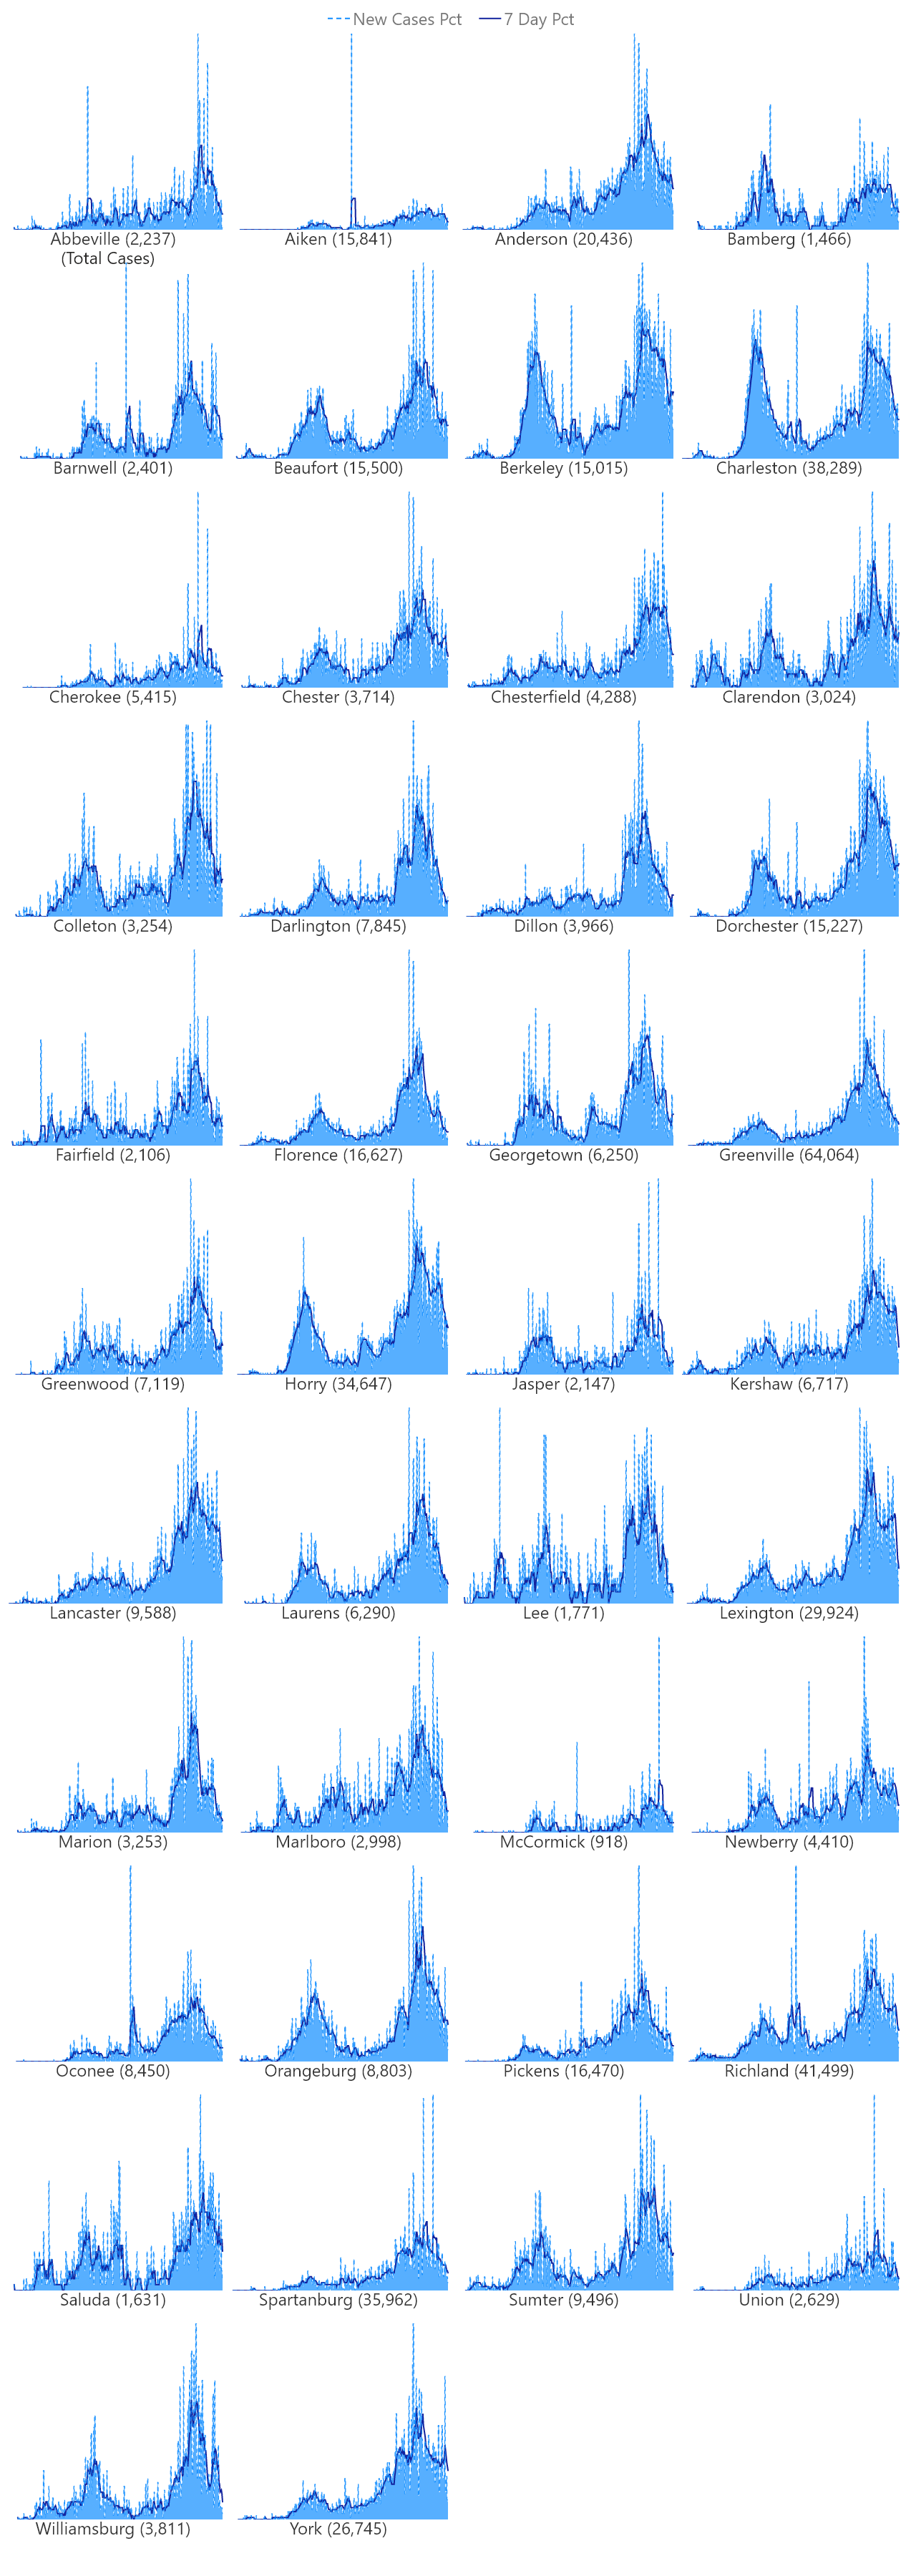 New Cases Pct 7 Day Pct
Abbeville (2,237) Aiken (15,841) Anderson (20,436) Bamberg (1,466)
(Total Cases)
Barnwell (2,401) Beaufort (15,500) Berkeley (15,015) Charleston (38,289)
Cherokee (5,415) Chester (3,714) Chesterfield (4,288) Clarendon (3,024)
Colleton (3,254) Darlington (7,845) Dillon (3,966) Dorchester (15,227)
Fairfield (2,106) Florence (16,627) Georgetown (6,250) Greenville (64,064)
Greenwood (7,119) Horry (34,647) Jasper (2,147) Kershaw (6,717)
Lancaster (9,588) Laurens (6,290) Lee (1,771) Lexington (29,924)
Marion (3,253) Marlboro (2,998) McCormick (918) Newberry (4,410)
Oconee (8,450) Orangeburg (8,803) Pickens (16,470) Richland (41,499)
Saluda (1,631) Spartanburg (35,962) Sumter (9,496) Union (2,629)
Williamsburg (3,811) York (26,745)